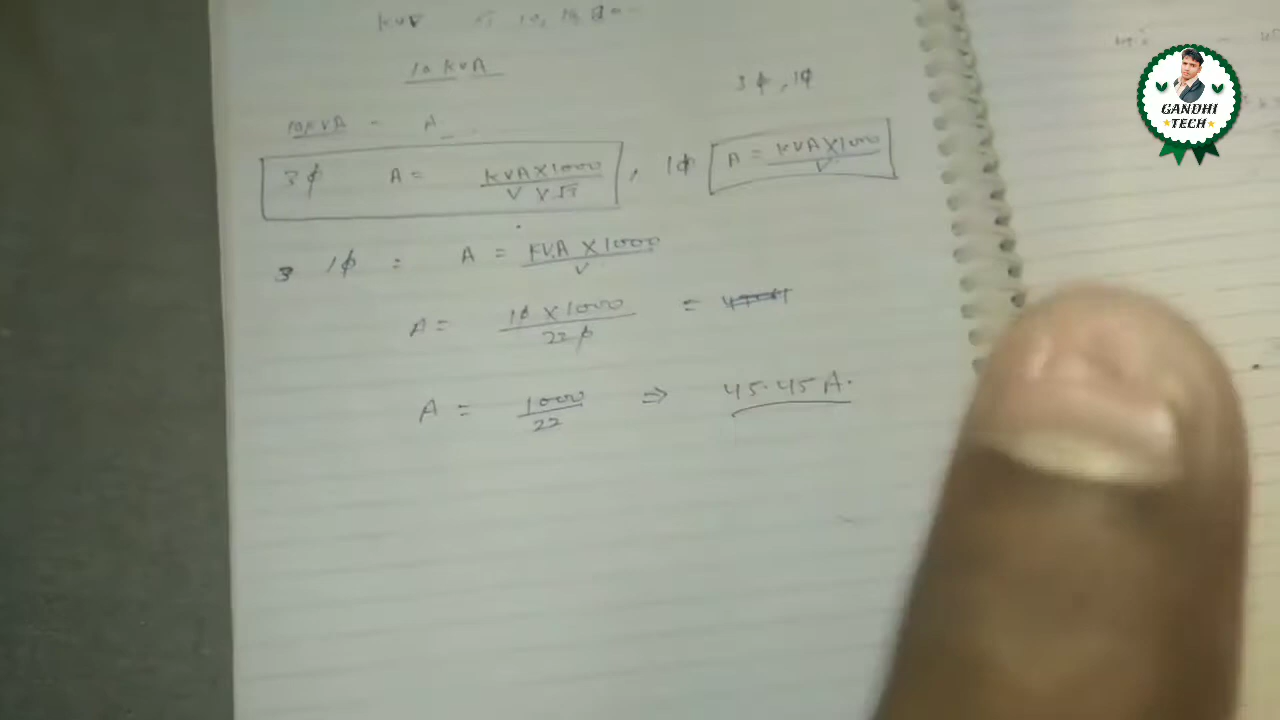 KVA 10,
10 KVA
3ϕ, 1ϕ
10KVA - A
3ϕ A = KVA X 1000 / V X √3 , 1ϕ A = KVA X 1000 / V
3 1ϕ = A = KVA X 1000 / V
A = 10 X 1000 / 220 =
A = 1000 / 22 ⇒ 45.45 A.
GANDHI
TECH